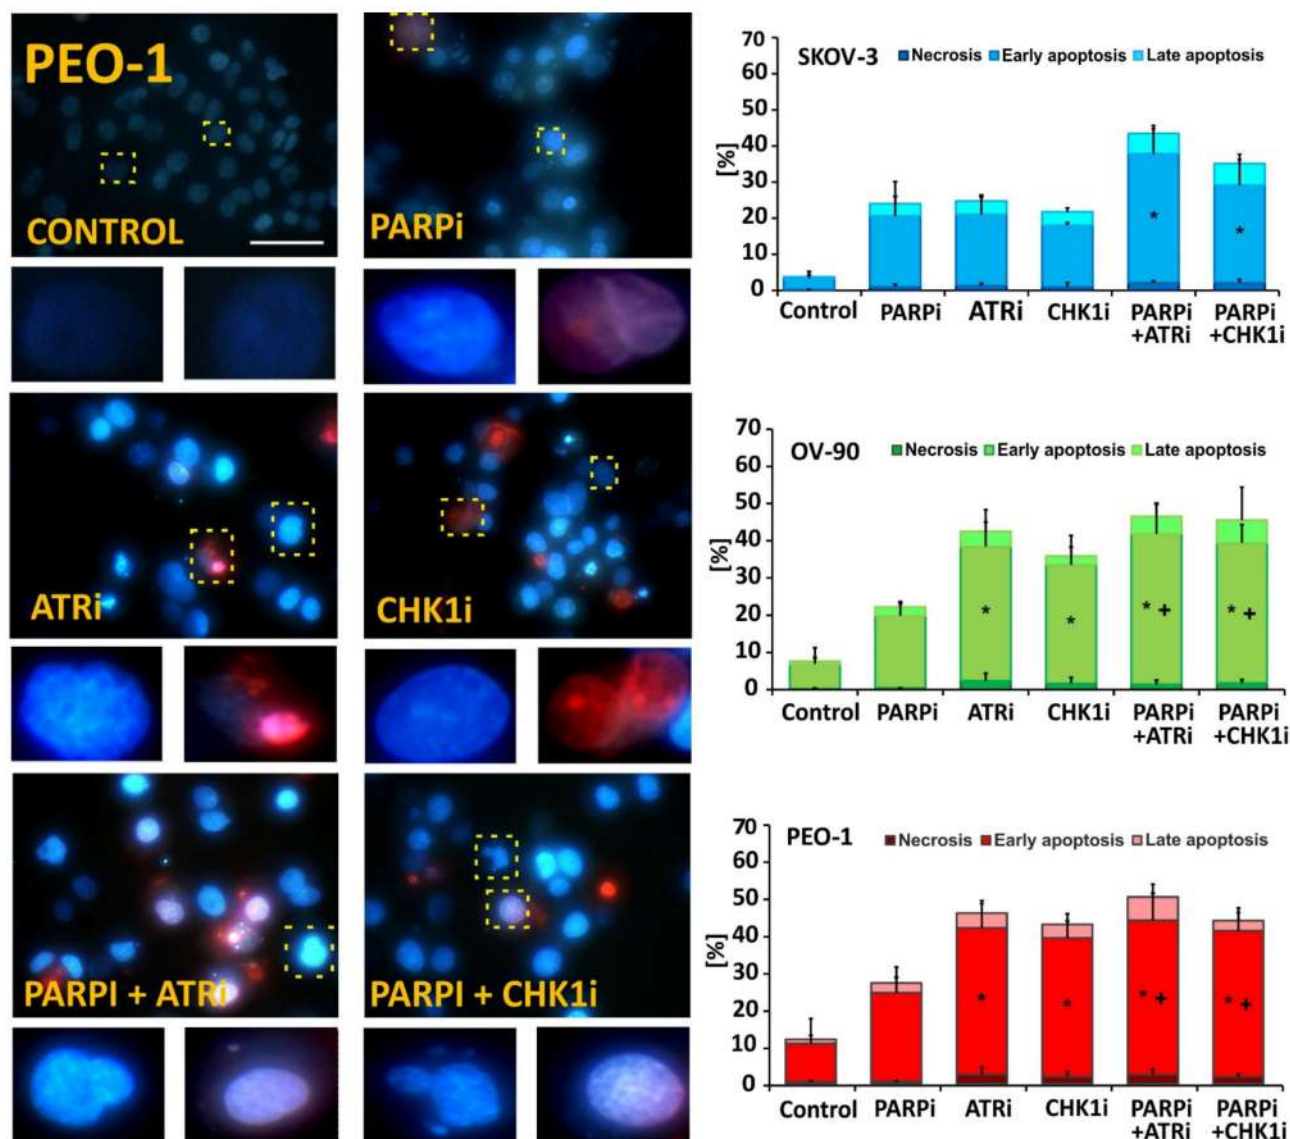 PEO-1
CONTROL
PARPi
ATRi
CHK1i
PARPI + ATRi
PARPI + CHK1i
SKOV-3
Necrosis Early apoptosis Late apoptosis
[%]
70
60
50
40
30
20
10
0
* *
Control PARPi ATRi CHK1i PARPi +ATRi PARPi +CHK1i
OV-90
Necrosis Early apoptosis Late apoptosis
[%]
70
60
50
40
30
20
10
0
* * * + * +
Control PARPi ATRi CHK1i PARPi +ATRi PARPi +CHK1i
PEO-1
Necrosis Early apoptosis Late apoptosis
[%]
70
60
50
40
30
20
10
0
* * * + * +
Control PARPi ATRi CHK1i PARPi +ATRi PARPi +CHK1i